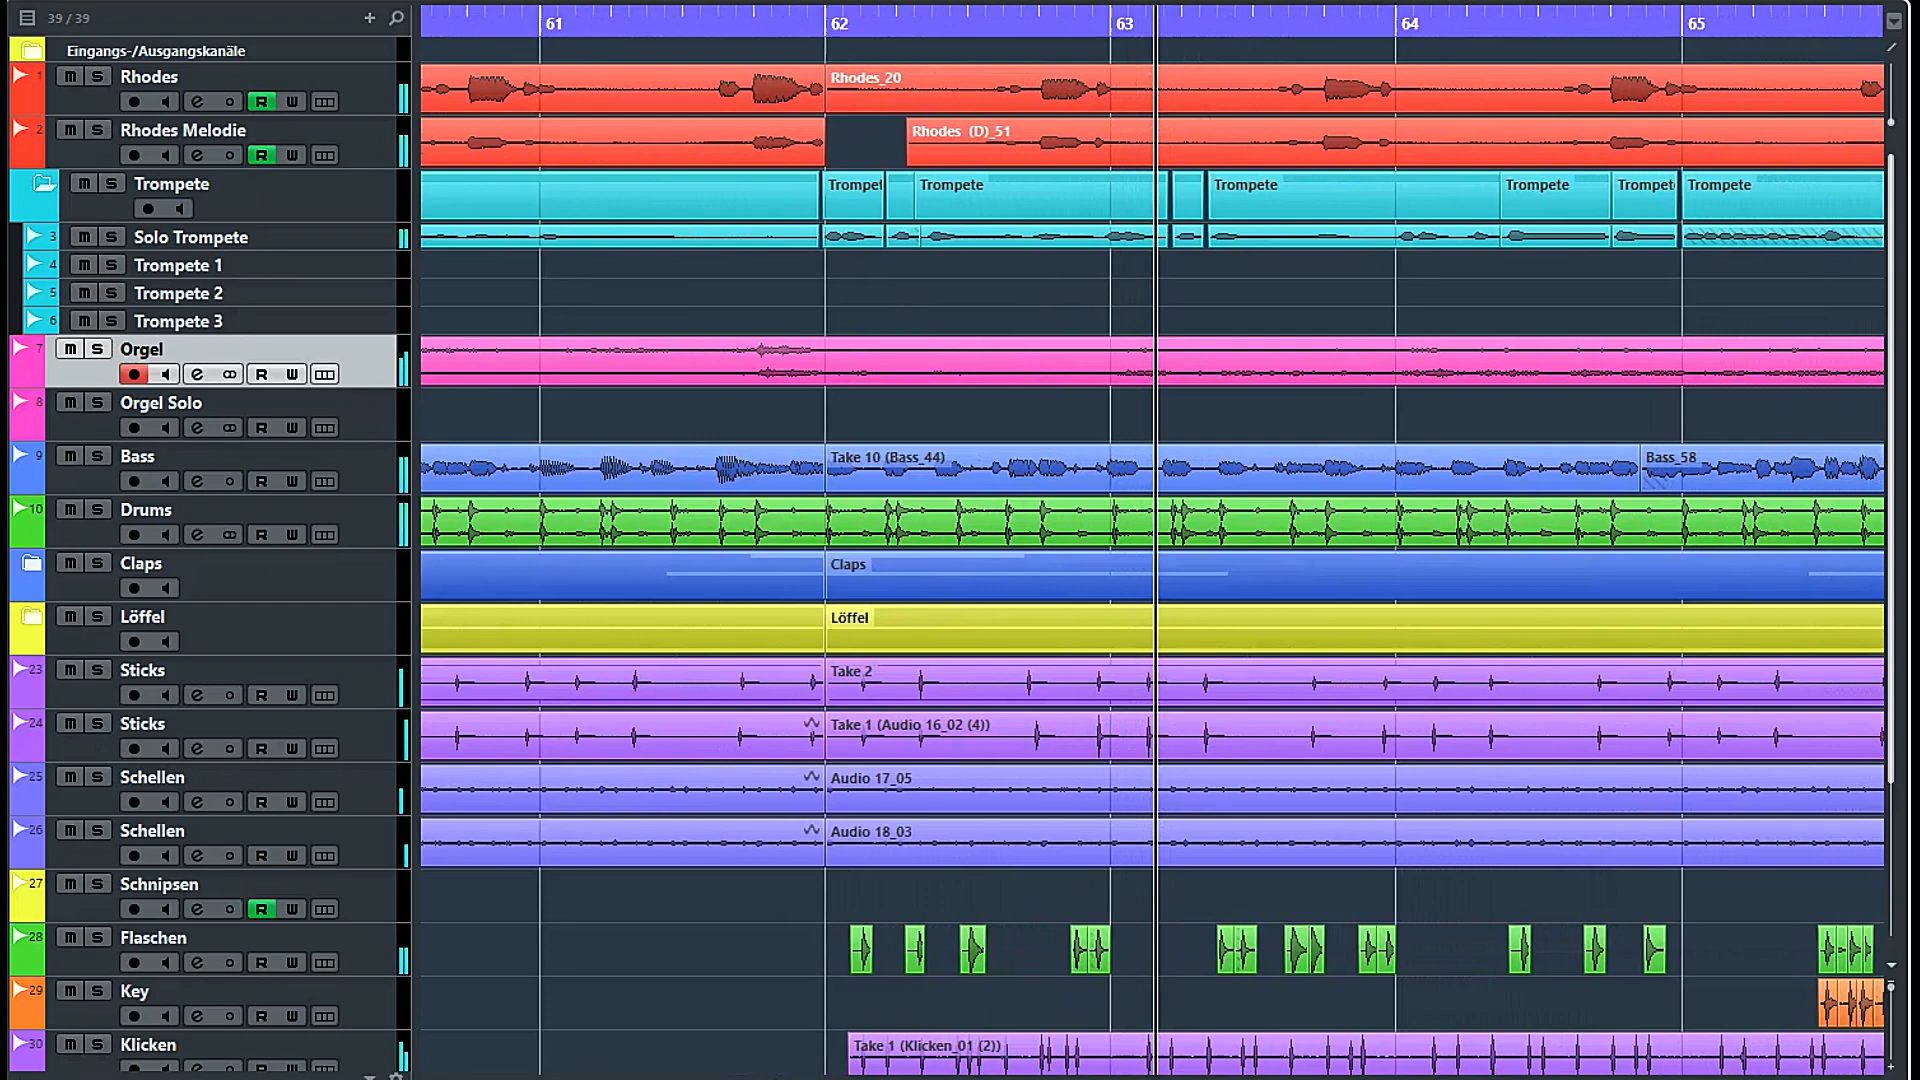 39 / 39
61 62 63 64 65
Eingangs-/Ausgangskanäle
1 m S Rhodes
R W
Rhodes_20
2 m S Rhodes Melodie
R W
Rhodes (D)_51
m S Trompete
Trompet Trompete Trompete Trompete Trompet Trompete
3 m S Solo Trompete
4 m S Trompete 1
5 m S Trompete 2
6 m S Trompete 3
7 m S Orgel
e R W
8 m S Orgel Solo
e R W
9 m S Bass
e R W
Take 10 (Bass_44) Bass_58
10 m S Drums
e R W
m S Claps
Claps
m S Löffel
Löffel
23 m S Sticks
e R W
Take 2
24 m S Sticks
e R W
Take 1 (Audio 16_02 (4))
25 m S Schellen
e R W
Audio 17_05
26 m S Schellen
e R W
Audio 18_03
27 m S Schnipsen
e R W
28 m S Flaschen
e R W
29 m S Key
e R W
30 m S Klicken
Take 1 (Klicken_01 (2))